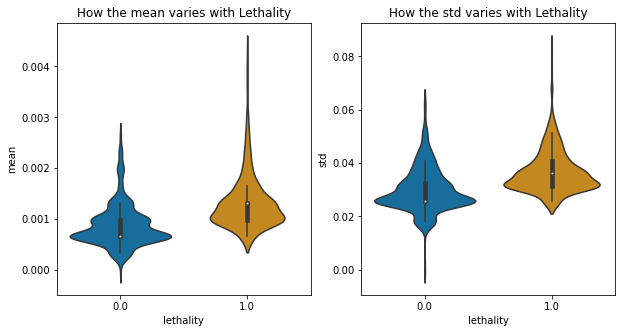 How the mean varies with Lethality
mean
0.004
0.003
0.002
0.001
0.000
0.0
1.0
lethality
How the std varies with Lethality
std
0.08
0.06
0.04
0.02
0.00
0.0
1.0
lethality